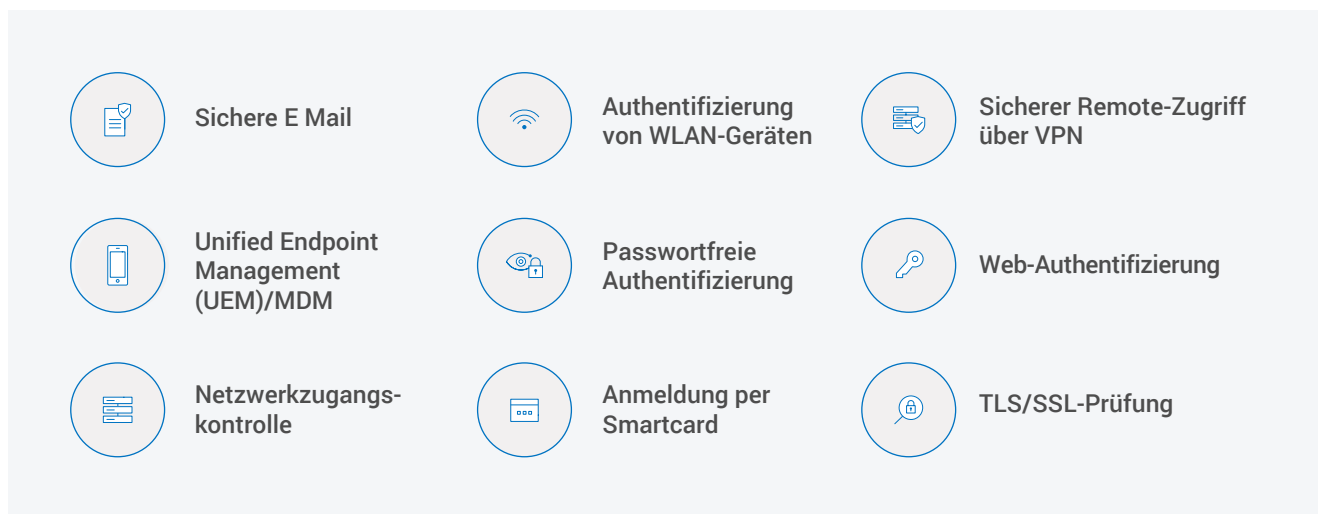 Sichere E Mail
Authentifizierung
von WLAN-Geräten
Sicherer Remote-Zugriff
über VPN
Unified Endpoint
Management
(UEM)/MDM
Passwortfreie
Authentifizierung
Web-Authentifizierung
Netzwerkzugangs-
kontrolle
Anmeldung per
Smartcard
TLS/SSL-Prüfung